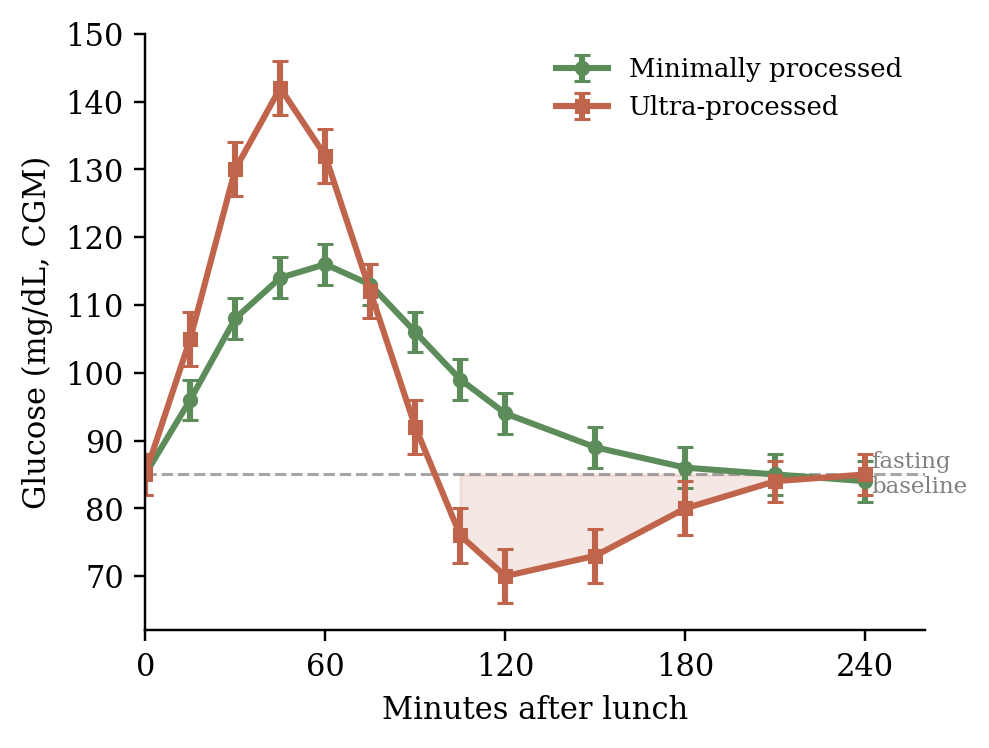 150
140
130
120
110
100
90
80
70
Glucose (mg/dL, CGM)
Minimally processed
Ultra-processed
fasting
baseline
0
60
120
180
240
Minutes after lunch